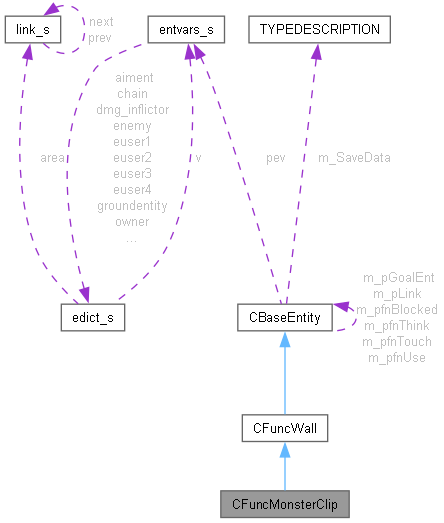 link_s
next
prev
entvars_s
TYPEDESCRIPTION
aiment
chain
dmg_inflictor
enemy
euser1
euser2
euser3
euser4
groundentity
owner
...
area
v
pev
m_SaveData
edict_s
CBaseEntity
m_pGoalEnt
m_pLink
m_pfnBlocked
m_pfnThink
m_pfnTouch
m_pfnUse
CFuncWall
CFuncMonsterClip